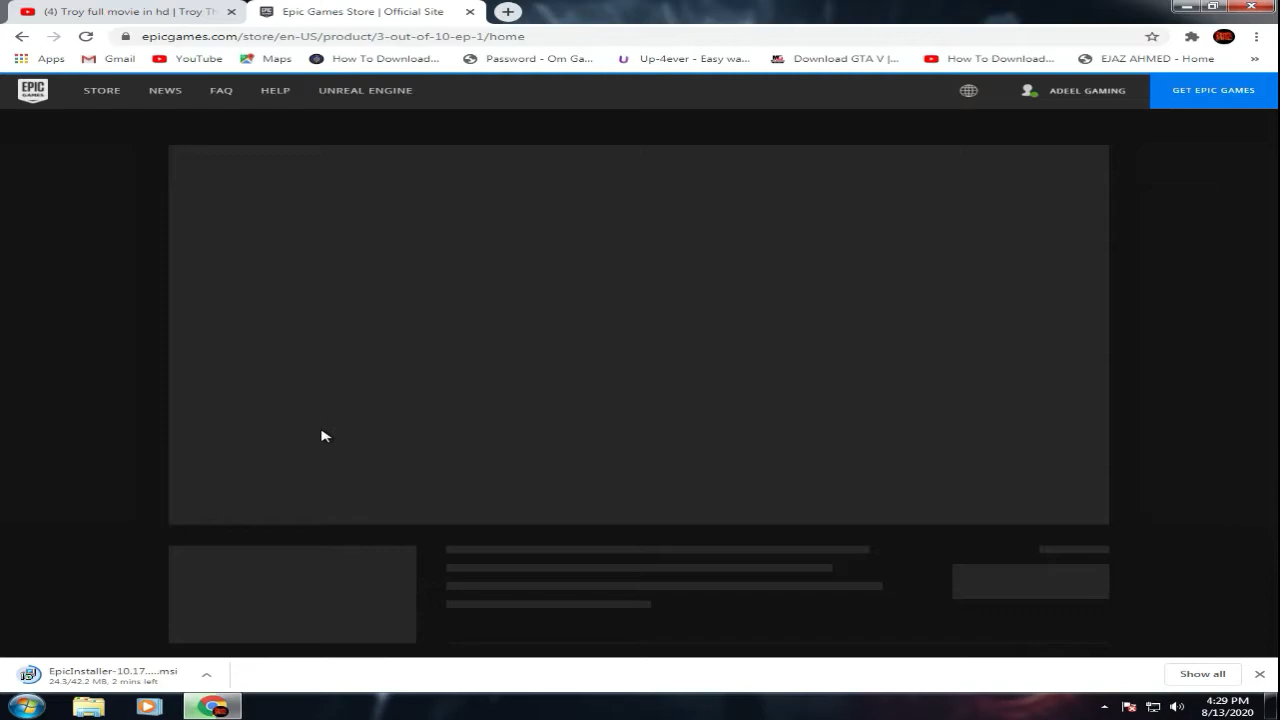 (4) Troy full movie in hd | Troy Th
Epic Games Store | Official Site
epicgames.com/store/en-US/product/3-out-of-10-ep-1/home
Apps
Gmail
YouTube
Maps
How To Download...
Password - Om Ga...
Up-4ever - Easy wa...
Download GTA V |...
How To Download...
EJAZ AHMED - Home
»
EPIC GAMES
STORE
NEWS
FAQ
HELP
UNREAL ENGINE
ADEEL GAMING
GET EPIC GAMES
EpicInstaller-10.17.....msi
24.3/42.2 MB, 2 mins left
Show all
4:29 PM
8/13/2020